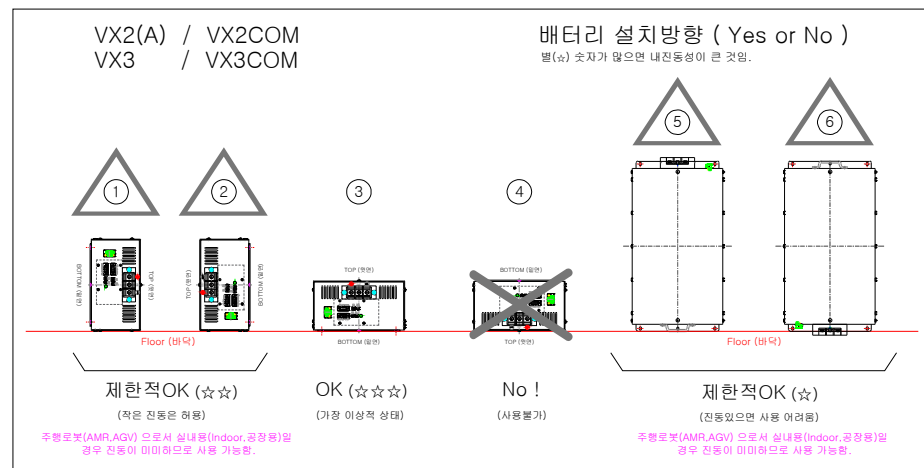 VX2(A) / VX2COM
VX3 / VX3COM
배터리 설치방향 ( Yes or No )
별(☆) 숫자가 많으면 내진동성이 큰 것임.
①
②
③
④
⑤
⑥
BOTTOM (밑면)
TOP (윗면)
TOP (윗면)
BOTTOM (밑면)
TOP (윗면)
BOTTOM (밑면)
BOTTOM (밑면)
TOP (윗면)
Floor (바닥)
Floor (바닥)
제한적OK (☆☆)
(작은 진동은 허용)
주행로봇(AMR,AGV) 으로서 실내용(Indoor,공장용)일
경우 진동이 미미하므로 사용 가능함.
OK (☆☆☆)
(가장 이상적 상태)
No !
(사용불가)
제한적OK (☆)
(진동있으면 사용 어려움)
주행로봇(AMR,AGV) 으로서 실내용(Indoor,공장용)일
경우 진동이 미미하므로 사용 가능함.